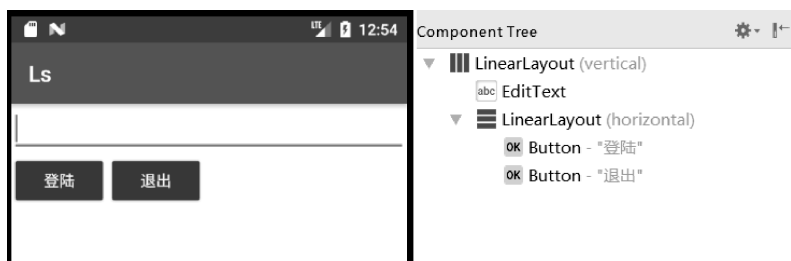 LTE 12:54
Ls
登陆 退出
Component Tree
LinearLayout (vertical)
abc EditText
LinearLayout (horizontal)
OK Button - "登陆"
OK Button - "退出"